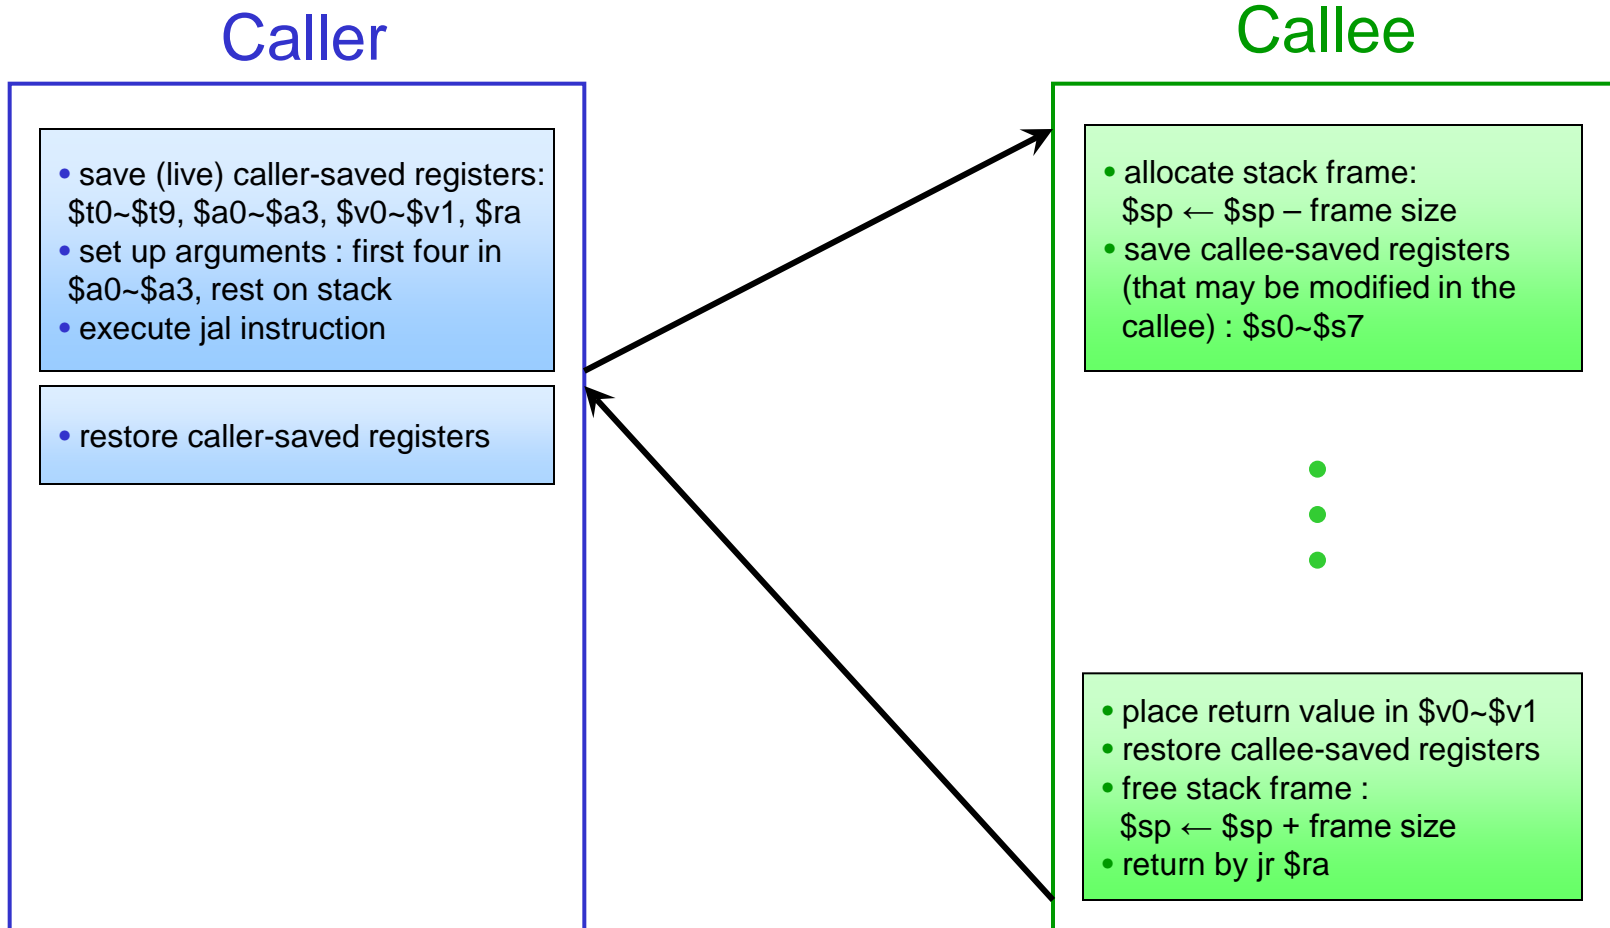 Caller
• save (live) caller-saved registers:
$t0~$t9, $a0~$a3, $v0~$v1, $ra
• set up arguments : first four in
$a0~$a3, rest on stack
• execute jal instruction
• restore caller-saved registers
Callee
• allocate stack frame:
$sp ← $sp – frame size
• save callee-saved registers
(that may be modified in the
callee) : $s0~$s7
• place return value in $v0~$v1
• restore callee-saved registers
• free stack frame :
$sp ← $sp + frame size
• return by jr $ra